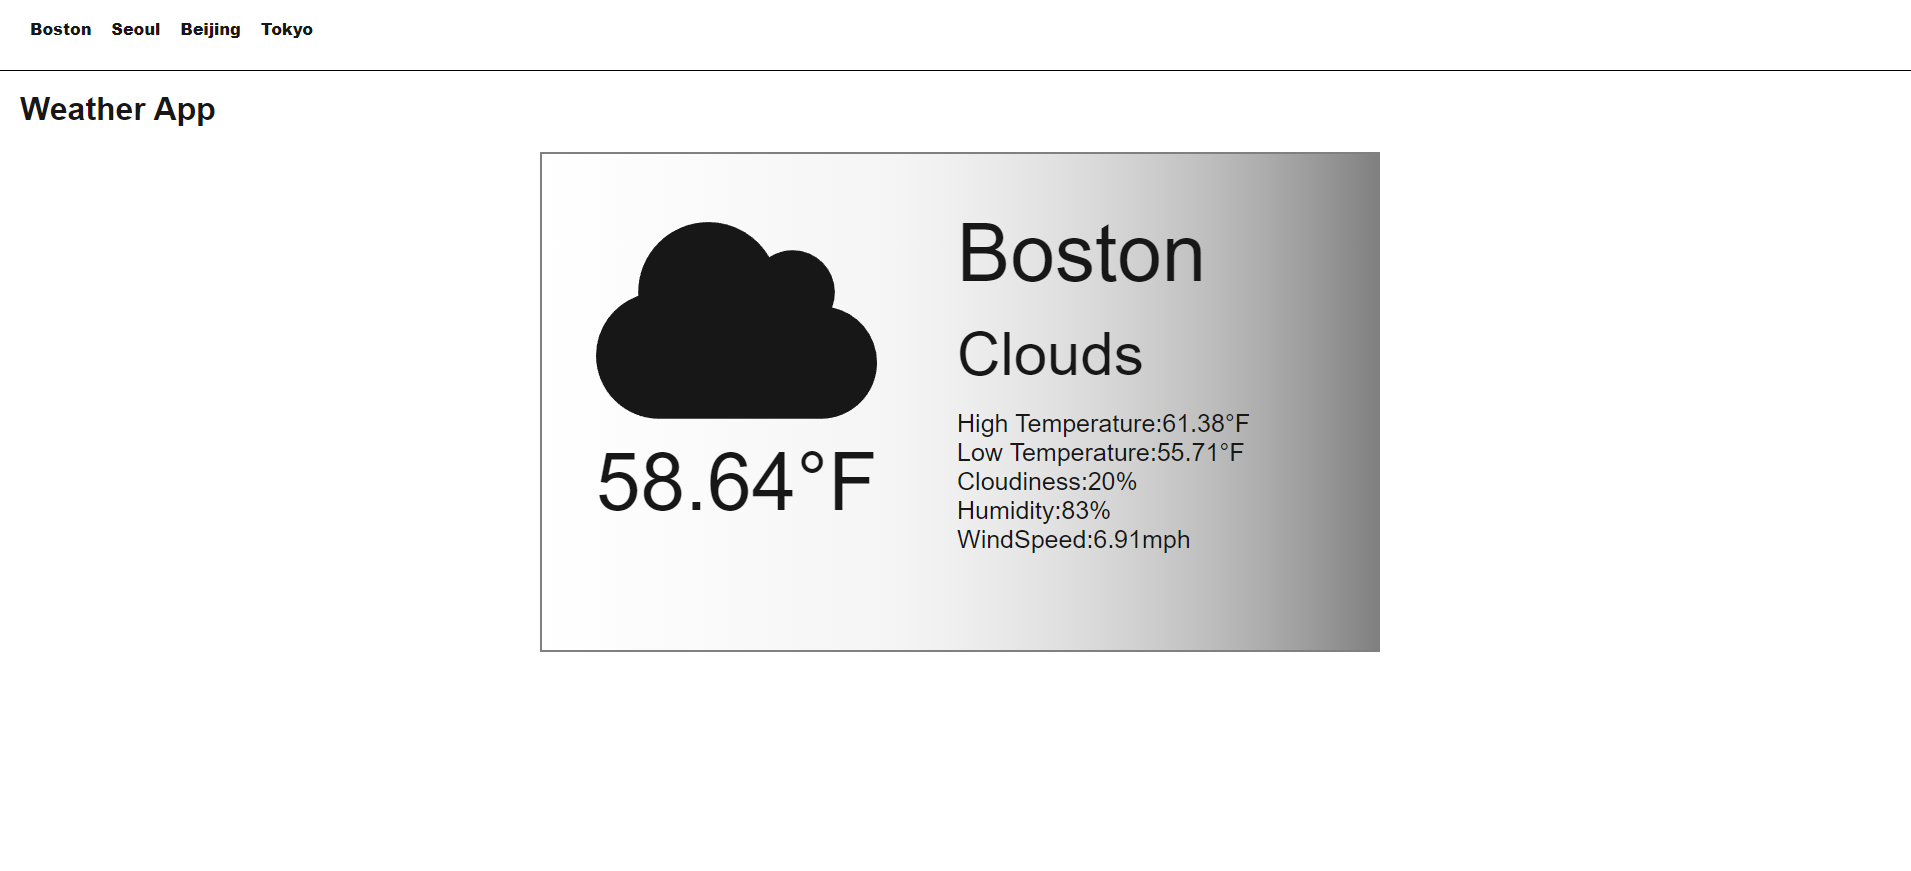 Boston Seoul Beijing Tokyo
Weather App
58.64°F
Boston
Clouds
High Temperature:61.38°F
Low Temperature:55.71°F
Cloudiness:20%
Humidity:83%
WindSpeed:6.91mph